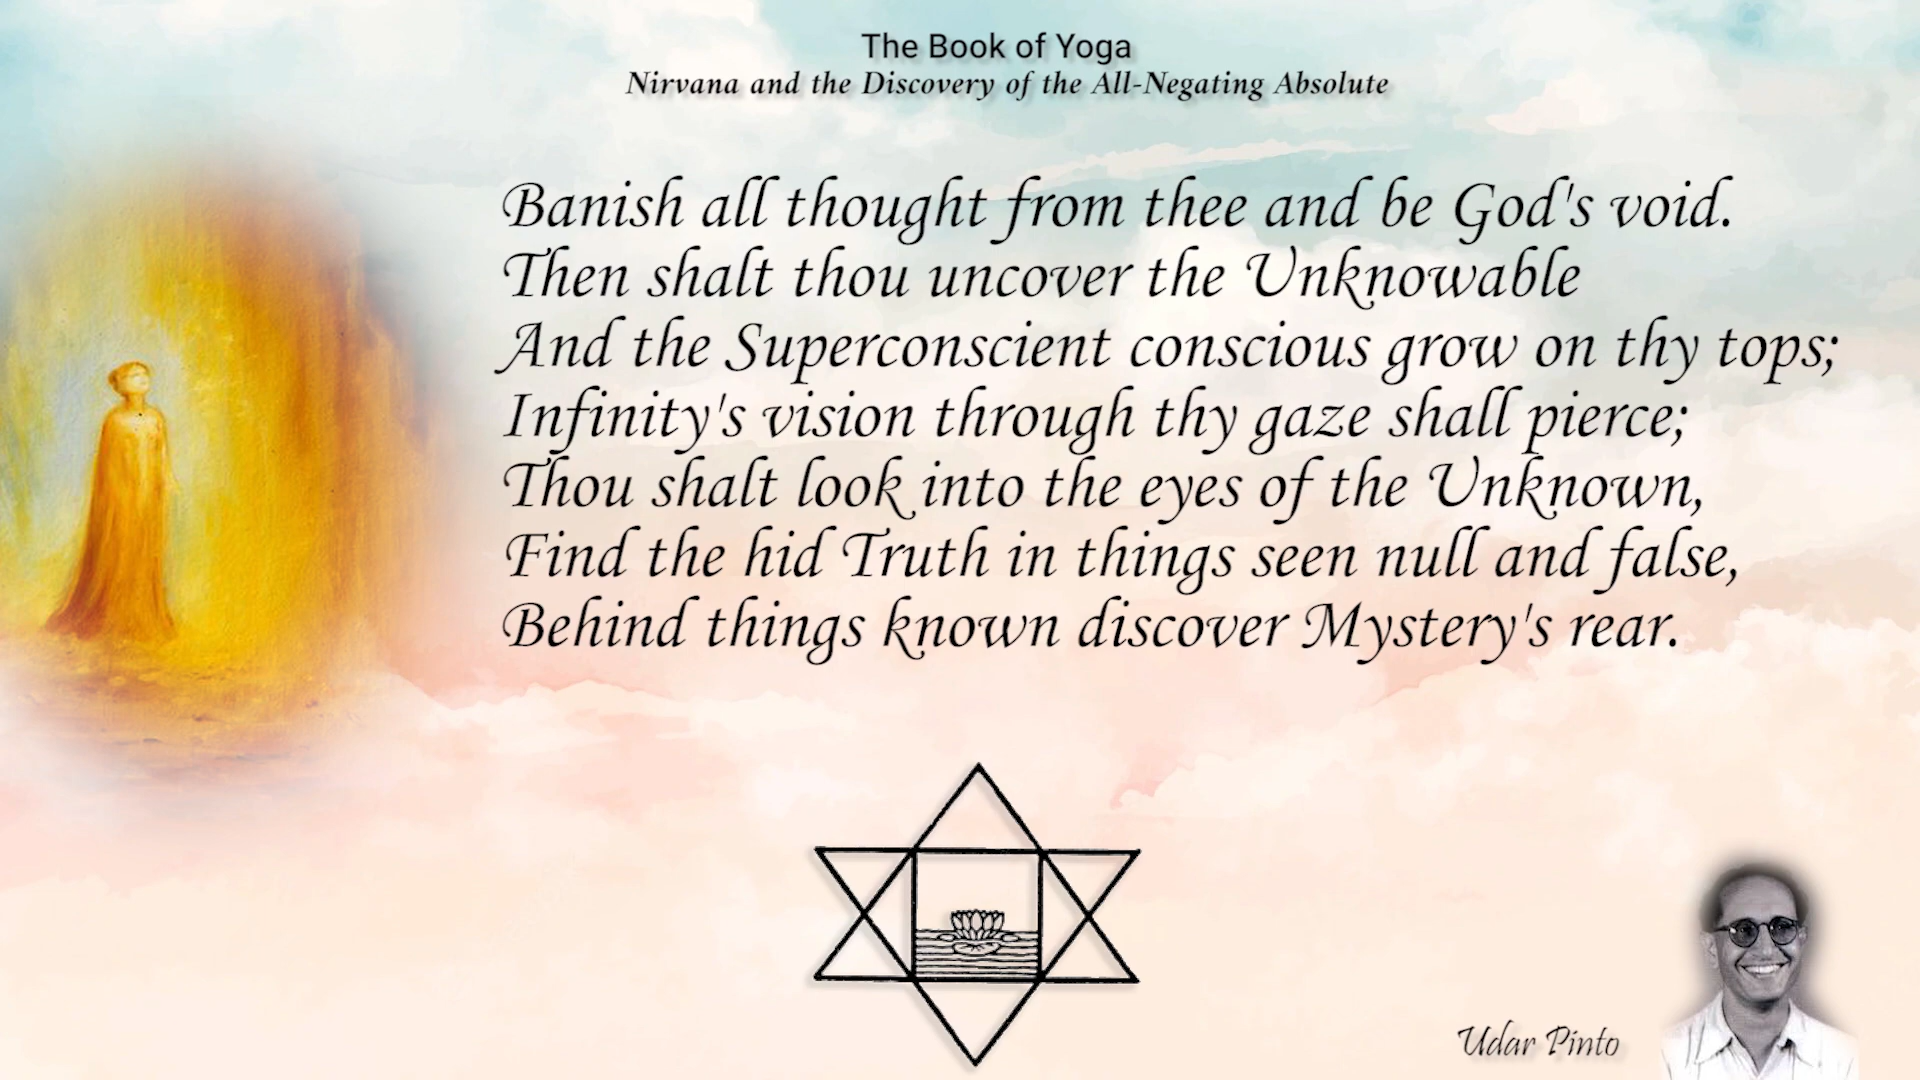 The Book of Yoga
Nirvana and the Discovery of the All-Negating Absolute
Banish all thought from thee and be God's void.
Then shalt thou uncover the Unknowable
And the Superconscient conscious grow on thy tops;
Infinity's vision through thy gaze shall pierce;
Thou shalt look into the eyes of the Unknown,
Find the hid Truth in things seen null and false,
Behind things known discover Mystery's rear.
Udar Pinto